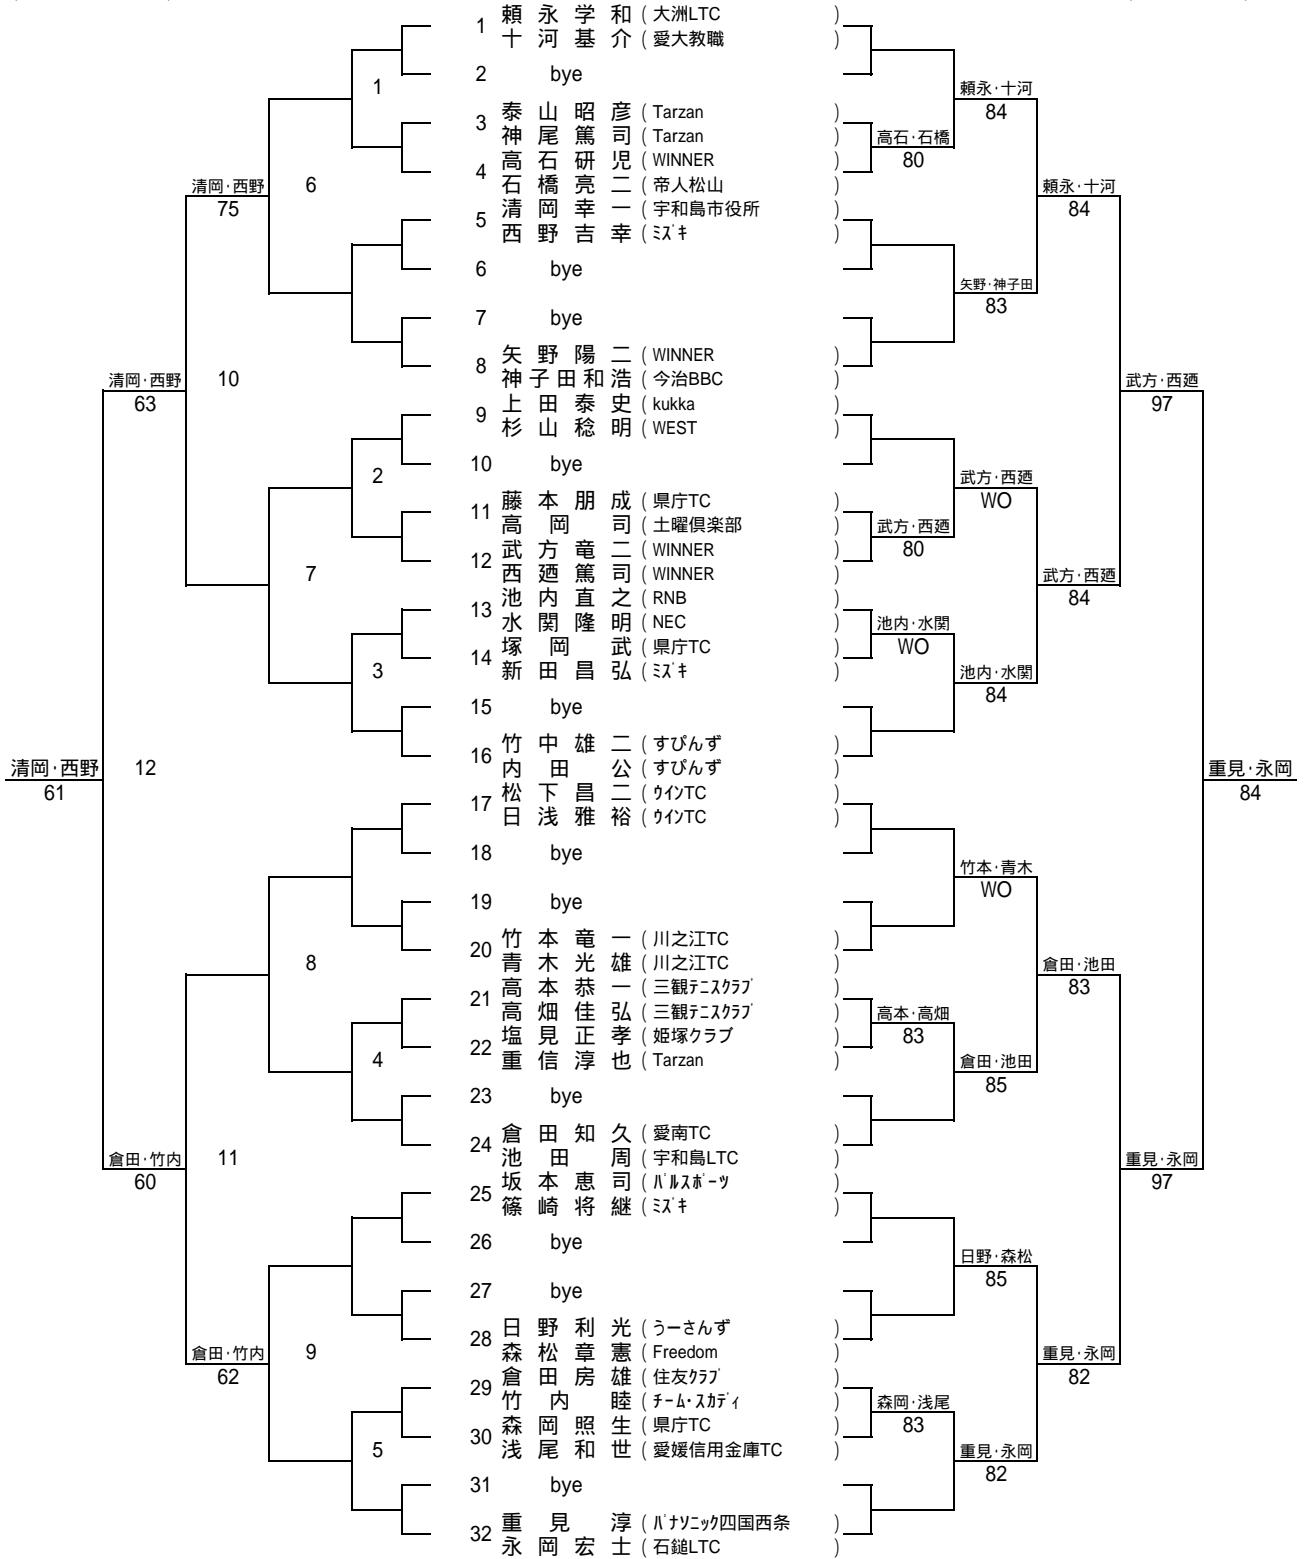 1 頼永学和 ( 大洲LTC )
十河基介 ( 愛大教職 )
2 bye
1
頼永・十河
84
3 泰山昭彦 ( Tarzan )
神尾篤司 ( Tarzan )
高石・石橋
80
4 高石研児 ( WINNER )
石橋亮二 ( 帝人松山 )
清岡・西野
75
6
頼永・十河
84
5 清岡幸一 ( 宇和島市役所 )
西野吉幸 ( ﾐｽﾞｷ )
6 bye
矢野・神子田
83
7 bye
8 矢野陽二 ( WINNER )
神子田和浩 ( 今治BBC )
清岡・西野
63
10
武方・西廼
97
9 上田泰史 ( kukka )
杉山稔明 ( WEST )
10 bye
2
武方・西廼
WO
11 藤本朋成 ( 県庁TC )
高岡司 ( 土曜倶楽部 )
武方・西廼
80
12 武方竜二 ( WINNER )
西廼篤司 ( WINNER )
7
武方・西廼
84
13 池内直之 ( RNB )
水関隆明 ( NEC )
池内・水関
WO
14 塚岡武 ( 県庁TC )
新田昌弘 ( ﾐｽﾞｷ )
3
池内・水関
84
15 bye
16 竹中雄二 ( すぴんず )
内田公 ( すぴんず )
清岡・西野
61
12
重見・永岡
84
17 松下昌二 ( ｳｲﾝTC )
日浅雅裕 ( ｳｲﾝTC )
18 bye
竹本・青木
WO
19 bye
20 竹本竜一 ( 川之江TC )
青木光雄 ( 川之江TC )
8
倉田・池田
83
21 高本恭一 ( 三観ﾃﾆｽｸﾗﾌﾞ )
高畑佳弘 ( 三観ﾃﾆｽｸﾗﾌﾞ )
高本・高畑
83
22 塩見正孝 ( 姫塚クラブ )
重信淳也 ( Tarzan )
4
倉田・池田
85
23 bye
24 倉田知久 ( 愛南TC )
池田周 ( 宇和島LTC )
倉田・竹内
60
11
重見・永岡
97
25 坂本恵司 ( ﾊﾟﾙｽﾎﾟｰﾂ )
篠崎将継 ( ﾐｽﾞｷ )
26 bye
日野・森松
85
27 bye
28 日野利光 ( うーさんず )
森松章憲 ( Freedom )
倉田・竹内
62
9
重見・永岡
82
29 倉田房雄 ( 住友ｸﾗﾌﾞ )
竹内睦 ( ﾁｰﾑ・ｽｶﾃﾞｨ )
森岡・浅尾
83
30 森岡照生 ( 県庁TC )
浅尾和世 ( 愛媛信用金庫TC )
5
重見・永岡
82
31 bye
32 重見淳 ( ﾊﾟﾅｿﾆｯｸ四国西条 )
永岡宏士 ( 石鎚LTC )